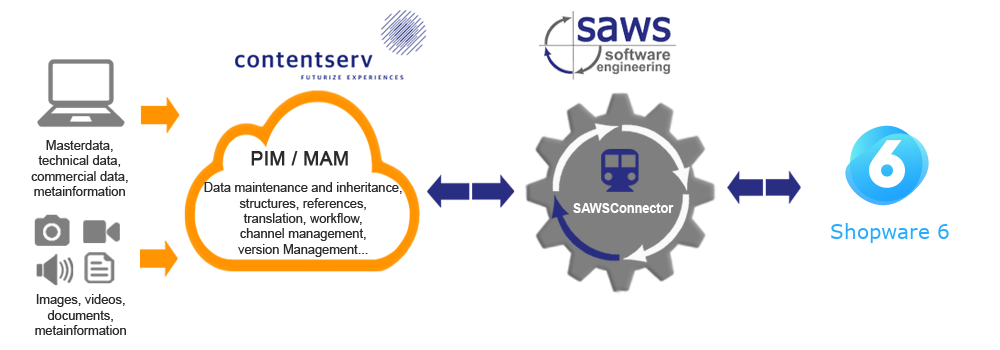 contentserv
FUTURIZE EXPERIENCES
saws
software
engineering
Masterdata,
technical data,
commercial data,
metainformation
Images, videos,
documents,
metainformation
PIM / MAM
Data maintenance and inheritance,
structures, references,
translation, workflow,
channel management,
version Management...
SAWSConnector
6
Shopware 6